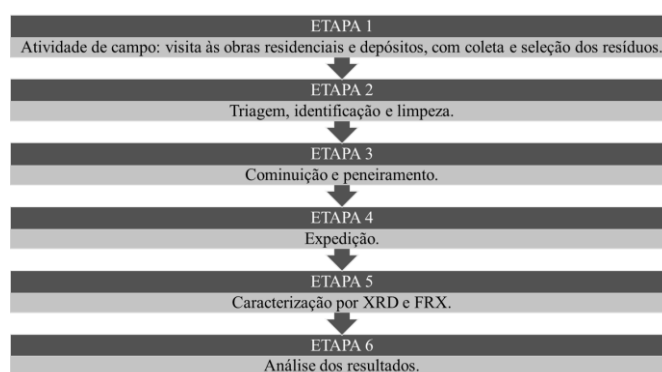 ETAPA 1
Atividade de campo: visita às obras residenciais e depósitos, com coleta e seleção dos resíduos.
ETAPA 2
Triagem, identificação e limpeza.
ETAPA 3
Cominuição e peneiramento.
ETAPA 4
Expedição.
ETAPA 5
Caracterização por XRD e FRX.
ETAPA 6
Análise dos resultados.